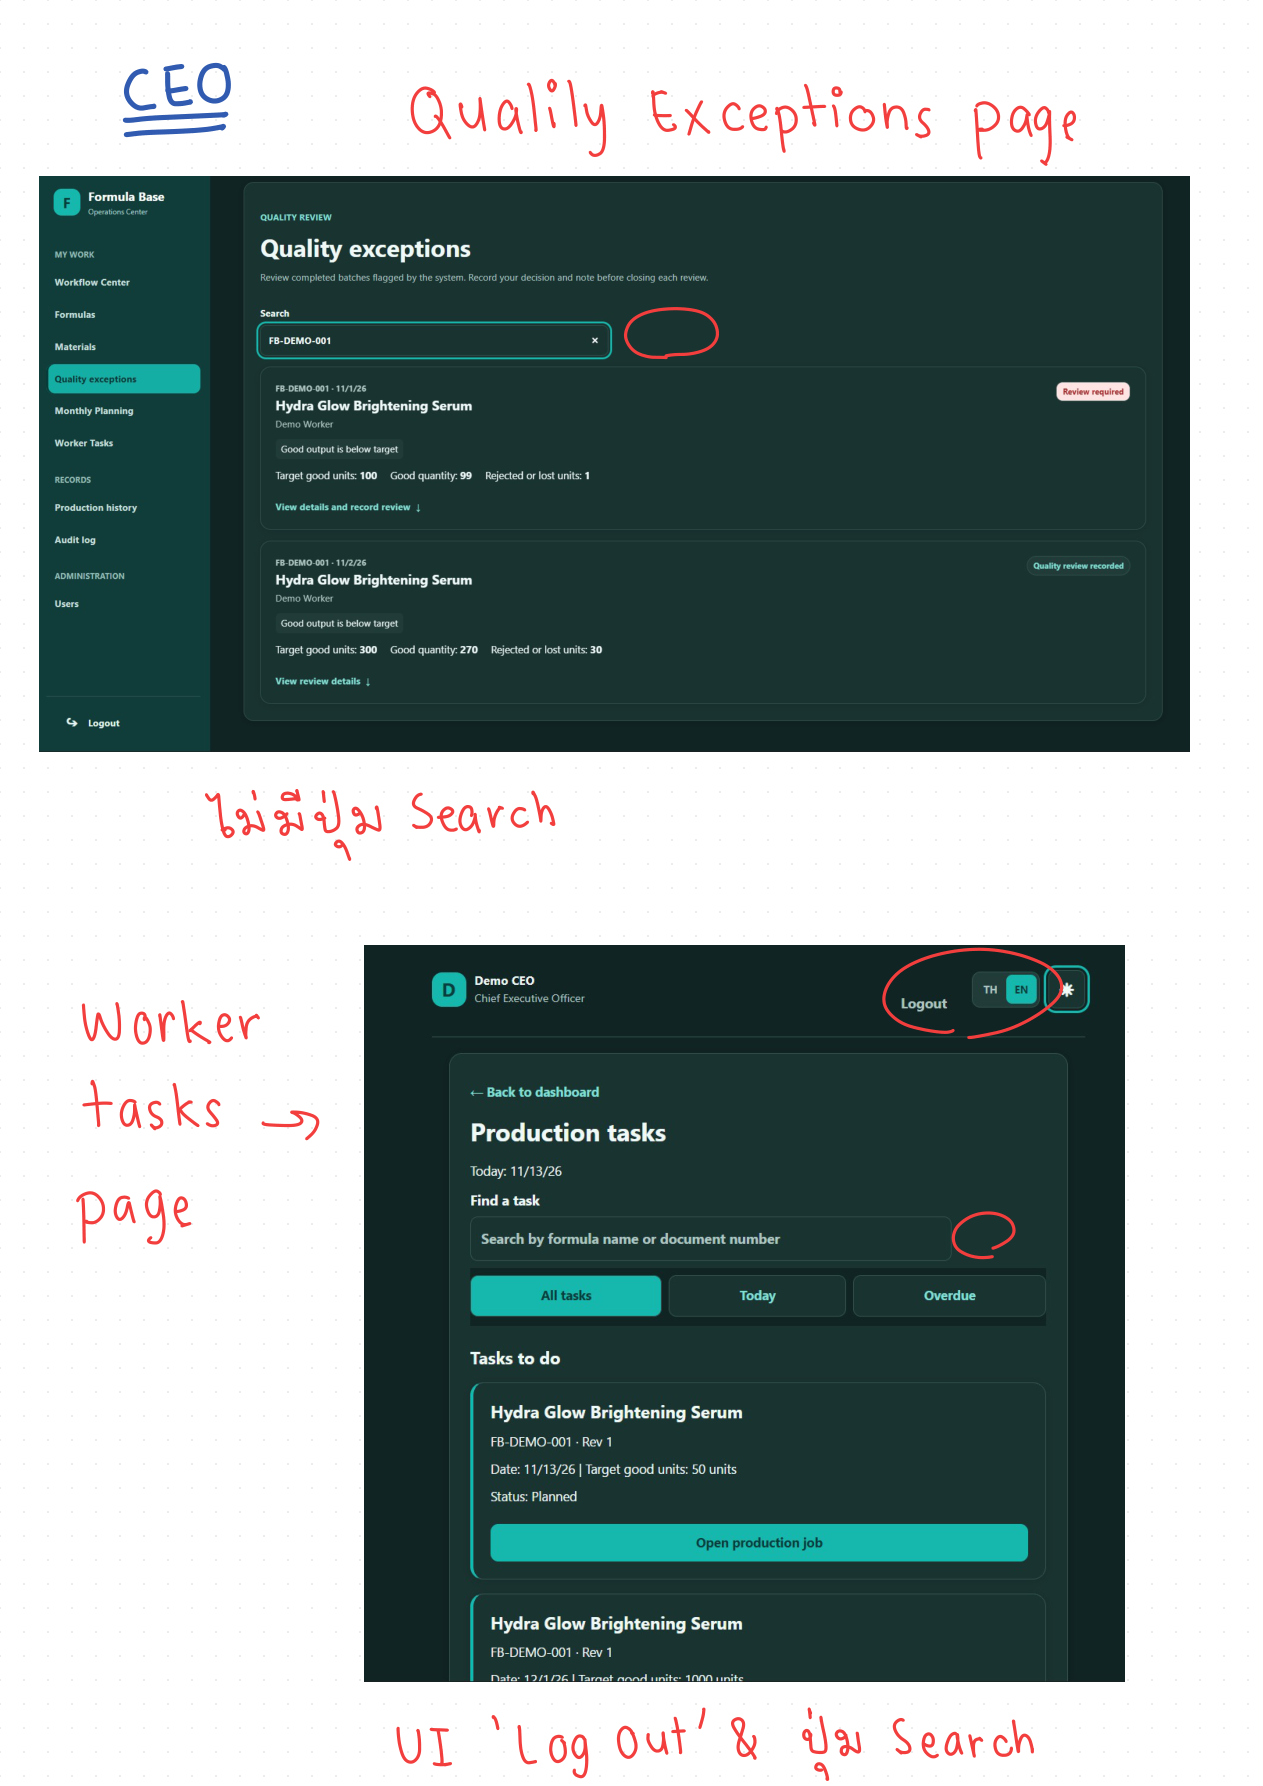 CEO
Qualily Exceptions page
F
Formula Base
Operations Center
MY WORK
Workflow Center
Formulas
Materials
Quality exceptions
Monthly Planning
Worker Tasks
RECORDS
Production history
Audit log
ADMINISTRATION
Users
Logout
QUALITY REVIEW
Quality exceptions
Review completed batches flagged by the system. Record your decision and note before closing each review.
Search
FB-DEMO-001 ×
FB-DEMO-001 · 11/1/26
Review required
Hydra Glow Brightening Serum
Demo Worker
Good output is below target
Target good units: 100 Good quantity: 99 Rejected or lost units: 1
View details and record review ↓
FB-DEMO-001 · 11/2/26
Quality review recorded
Hydra Glow Brightening Serum
Demo Worker
Good output is below target
Target good units: 300 Good quantity: 270 Rejected or lost units: 30
View review details ↓
ไม่มีปุ่ม Search
Worker
tasks →
page
D
Demo CEO
Chief Executive Officer
Logout
TH EN
← Back to dashboard
Production tasks
Today: 11/13/26
Find a task
Search by formula name or document number
All tasks Today Overdue
Tasks to do
Hydra Glow Brightening Serum
FB-DEMO-001 · Rev 1
Date: 11/13/26 | Target good units: 50 units
Status: Planned
Open production job
Hydra Glow Brightening Serum
FB-DEMO-001 · Rev 1
Date: 12/1/26 | Target good units: 1000 units
UI 'Log Out' & ปุ่ม Search